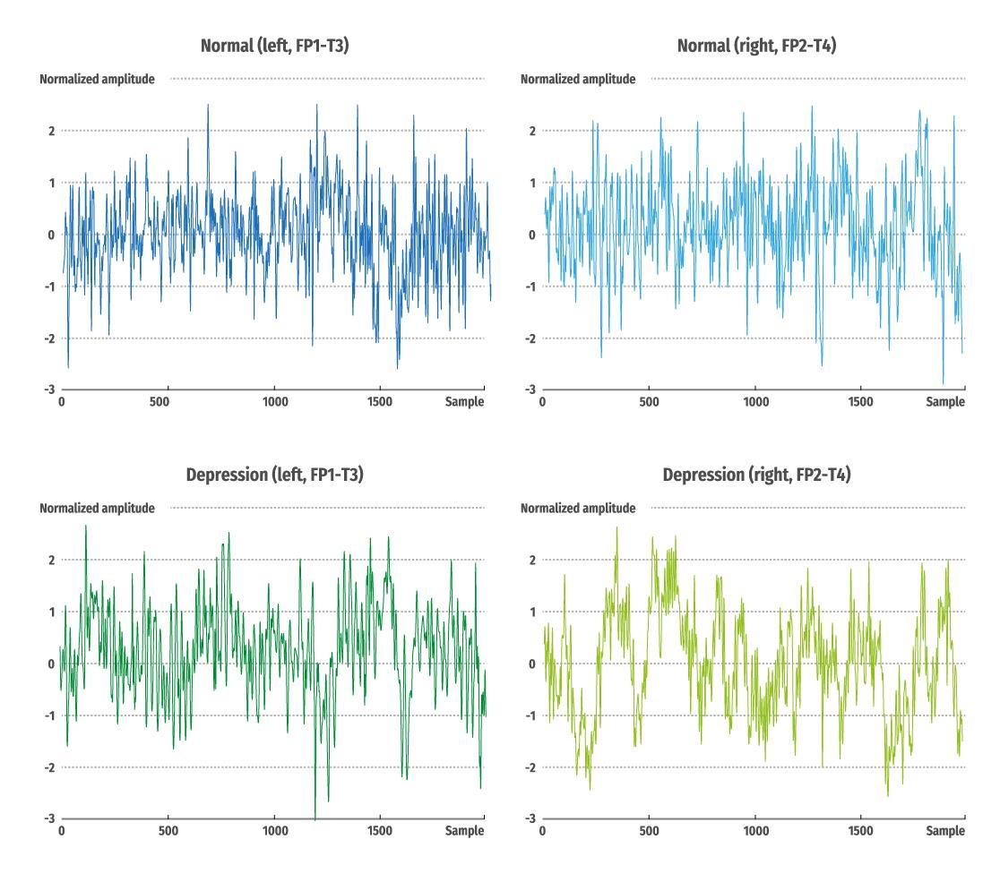 Normal (left, FP1-T3)
Normalized amplitude
2
1
0
-1
-2
-3
0 500 1000 1500 Sample
Normal (right, FP2-T4)
Normalized amplitude
2
1
0
-1
-2
-3
0 500 1000 1500 Sample
Depression (left, FP1-T3)
Normalized amplitude
2
1
0
-1
-2
-3
0 500 1000 1500 Sample
Depression (right, FP2-T4)
Normalized amplitude
2
1
0
-1
-2
-3
0 500 1000 1500 Sample